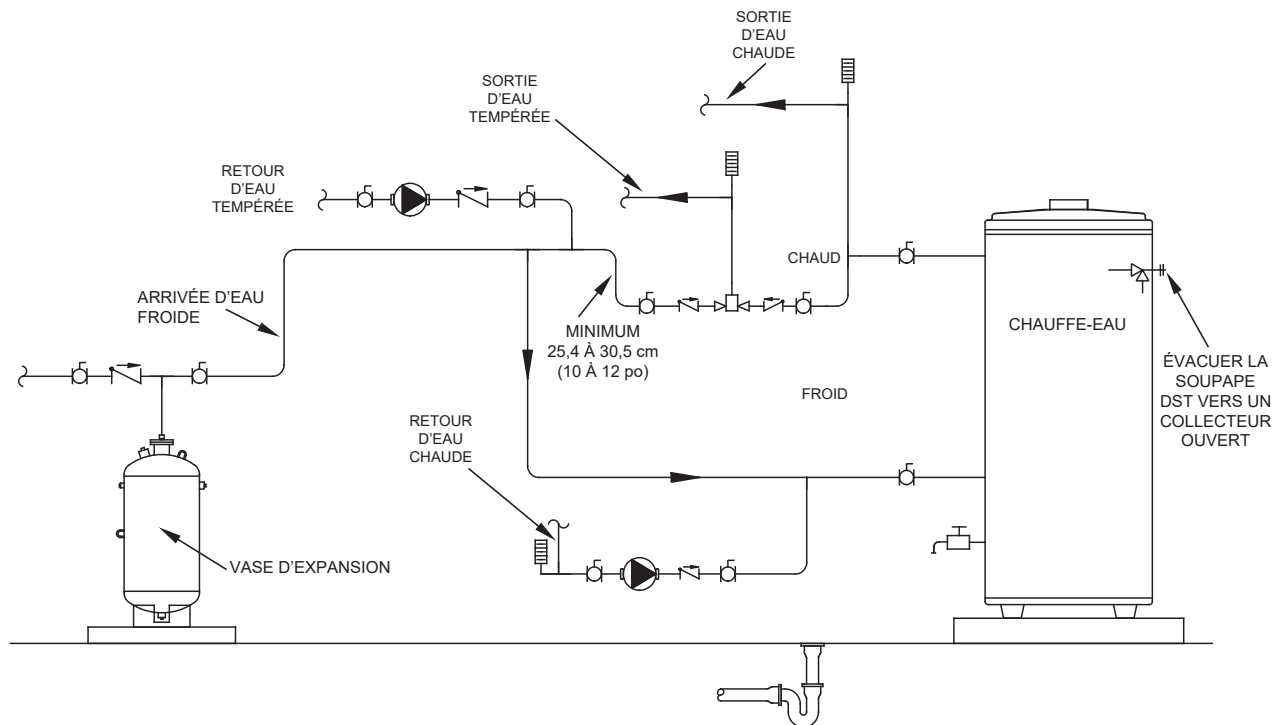 SORTIE
D'EAU
CHAUDE
SORTIE
D'EAU
TEMPÉRÉE
RETOUR
D'EAU
TEMPÉRÉE
CHAUD
ARRIVÉE D'EAU
FROIDE
MINIMUM
25,4 À 30,5 cm
(10 À 12 po)
CHAUFFE-EAU
ÉVACUER LA
SOUPAPE
DST VERS UN
COLLECTEUR
OUVERT
FROID
RETOUR
D'EAU
CHAUDE
VASE D'EXPANSION